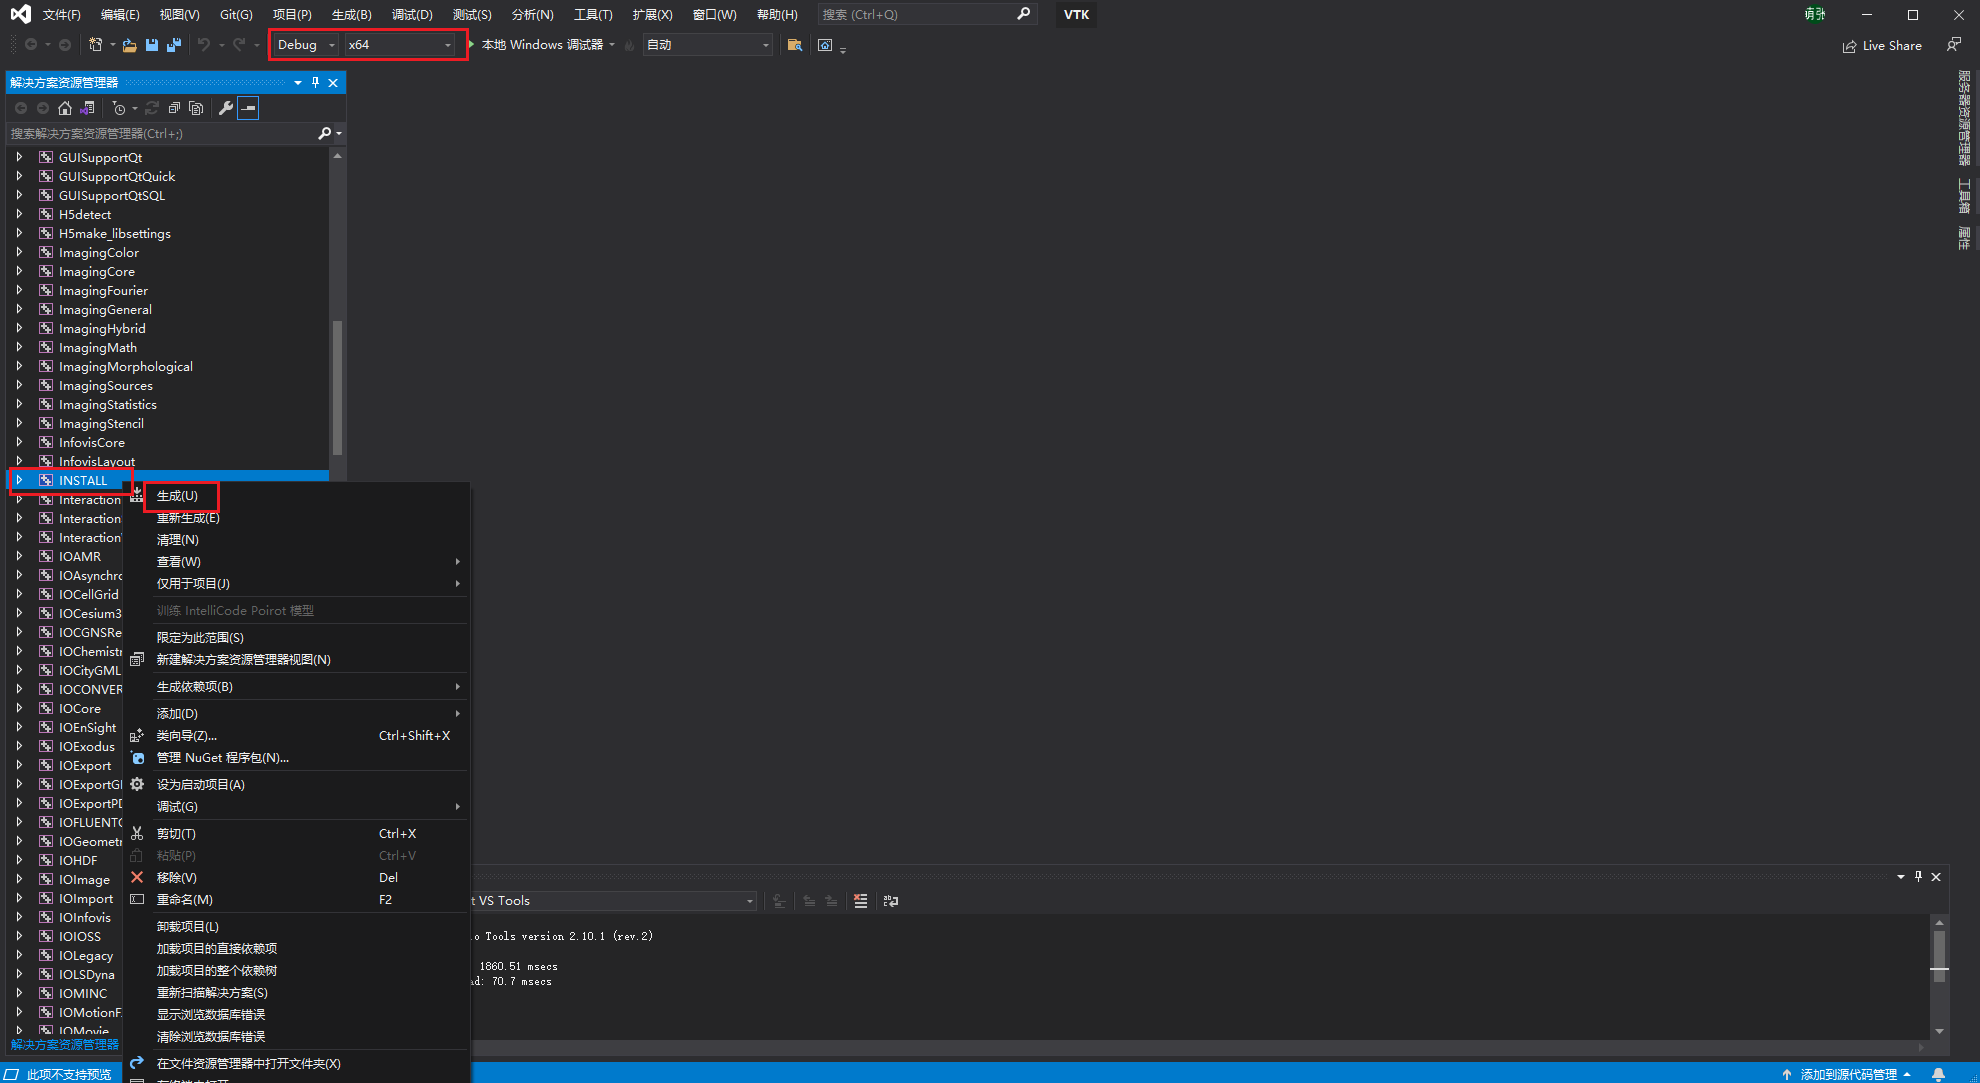 文件(F) 编辑(E) 视图(V) Git(G) 项目(P) 生成(B) 调试(D) 测试(S) 分析(N) 工具(T) 扩展(X) 窗口(W) 帮助(H) 搜索 (Ctrl+Q) VTK
Debug x64 本地 Windows 调试器 自动 Live Share
解决方案资源管理器
搜索解决方案资源管理器(Ctrl+;)
GUISupportQt
GUISupportQtQuick
GUISupportQtSQL
H5detect
H5make_libsettings
ImagingColor
ImagingCore
ImagingFourier
ImagingGeneral
ImagingHybrid
ImagingMath
ImagingMorphological
ImagingSources
ImagingStatistics
ImagingStencil
InfovisCore
InfovisLayout
INSTALL
Interaction
Interaction
Interaction
IOAMR
IOAsynchro
IOCellGrid
IOCesium3
IOCGNSRe
IOChemistr
IOCityGML
IOCONVER
IOCore
IOEnSight
IOExodus
IOExport
IOExportGl
IOExportPD
IOFLUENTC
IOGeometr
IOHDF
IOImage
IOImport
IOInfovis
IOIOSS
IOLegacy
IOLSDyna
IOMINC
IOMotionF
IOMovie
解决方案资源管理器
生成(U)
重新生成(E)
清理(N)
查看(W)
仅用于项目(J)
训练 IntelliCode Poirot 模型
限定为此范围(S)
新建解决方案资源管理器视图(N)
生成依赖项(B)
添加(D)
类向导(Z)... Ctrl+Shift+X
管理 NuGet 程序包(N)...
设为启动项目(A)
调试(G)
剪切(T) Ctrl+X
粘贴(P) Ctrl+V
移除(V) Del
重命名(M) F2
卸载项目(L)
加载项目的直接依赖项
加载项目的整个依赖树
重新扫描解决方案(S)
显示浏览数据库错误
清除浏览数据库错误
在文件资源管理器中打开文件夹(X)
t VS Tools
o Tools version 2.10.1 (rev.2)
1860.51 msecs
ad: 70.7 msecs
服务器资源管理器
工具箱
属性
此项不支持预览
添加到源代码管理